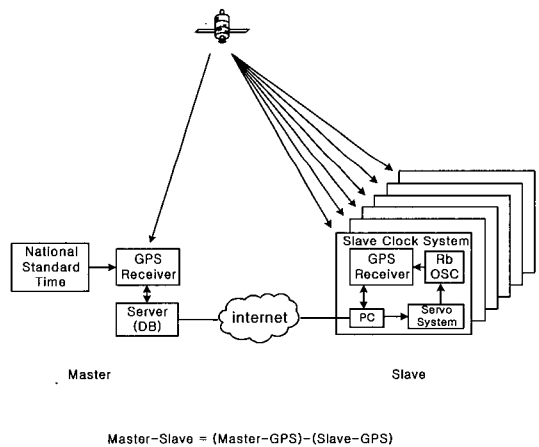 National
Standard
Time
GPS
Receiver
Server
(DB)
internet
Slave Clock System
GPS
Receiver
Rb
OSC
PC
Servo
System
Master
Slave
Master-Slave = (Master-GPS)-(Slave-GPS)